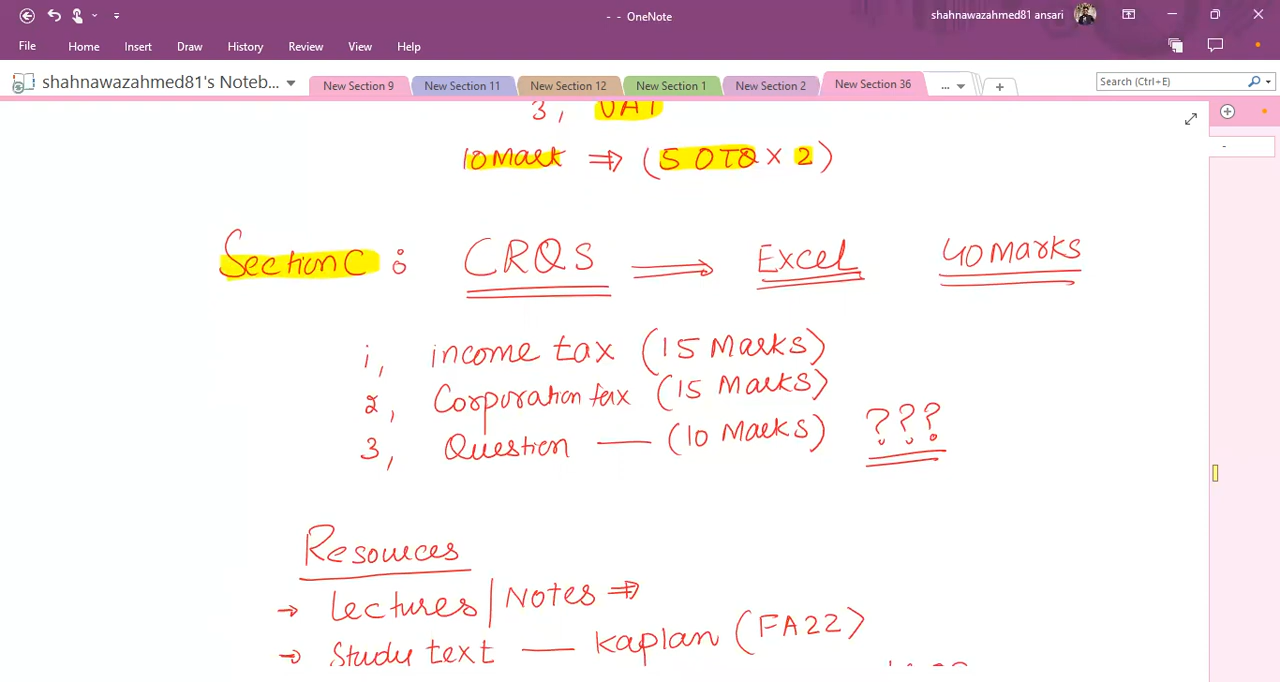 - - OneNote
shahnawazahmed81 ansari
File Home Insert Draw History Review View Help
shahnawazahmed81's Noteb...
New Section 9 New Section 11 New Section 12 New Section 1 New Section 2 New Section 36 ...
Search (Ctrl+E)
3, VAT
10 Mark ⇒ (5 OTQ × 2)
Section C : CRQS ⟹ Excel 40 marks
i, income tax (15 Marks)
2, Corporation tax (15 Marks)
3, Question — (10 Marks) ???
Resources
→ Lectures | Notes ⇒
→ Study text — Kaplan (FA22)